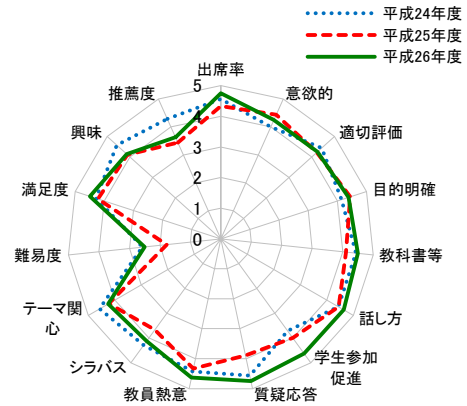 平成24年度
平成25年度
平成26年度
出席率
意欲的
適切評価
目的明確
教科書等
話し方
学生参加
促進
質疑応答
教員熱意
シラバス
テーマ関
心
難易度
満足度
興味
推薦度
5
4
3
2
1
0